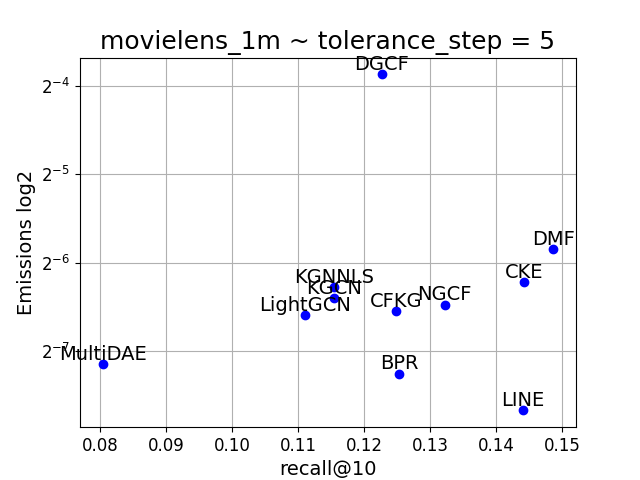 movielens_1m ~ tolerance_step = 5
Emissions log2
2⁻⁴
2⁻⁵
2⁻⁶
2⁻⁷
DGCF
DMF
CKE
KGNNLS
KGCN
NGCF
CFKG
LightGCN
MultiDAE
BPR
LINE
0.08 0.09 0.10 0.11 0.12 0.13 0.14 0.15
recall@10